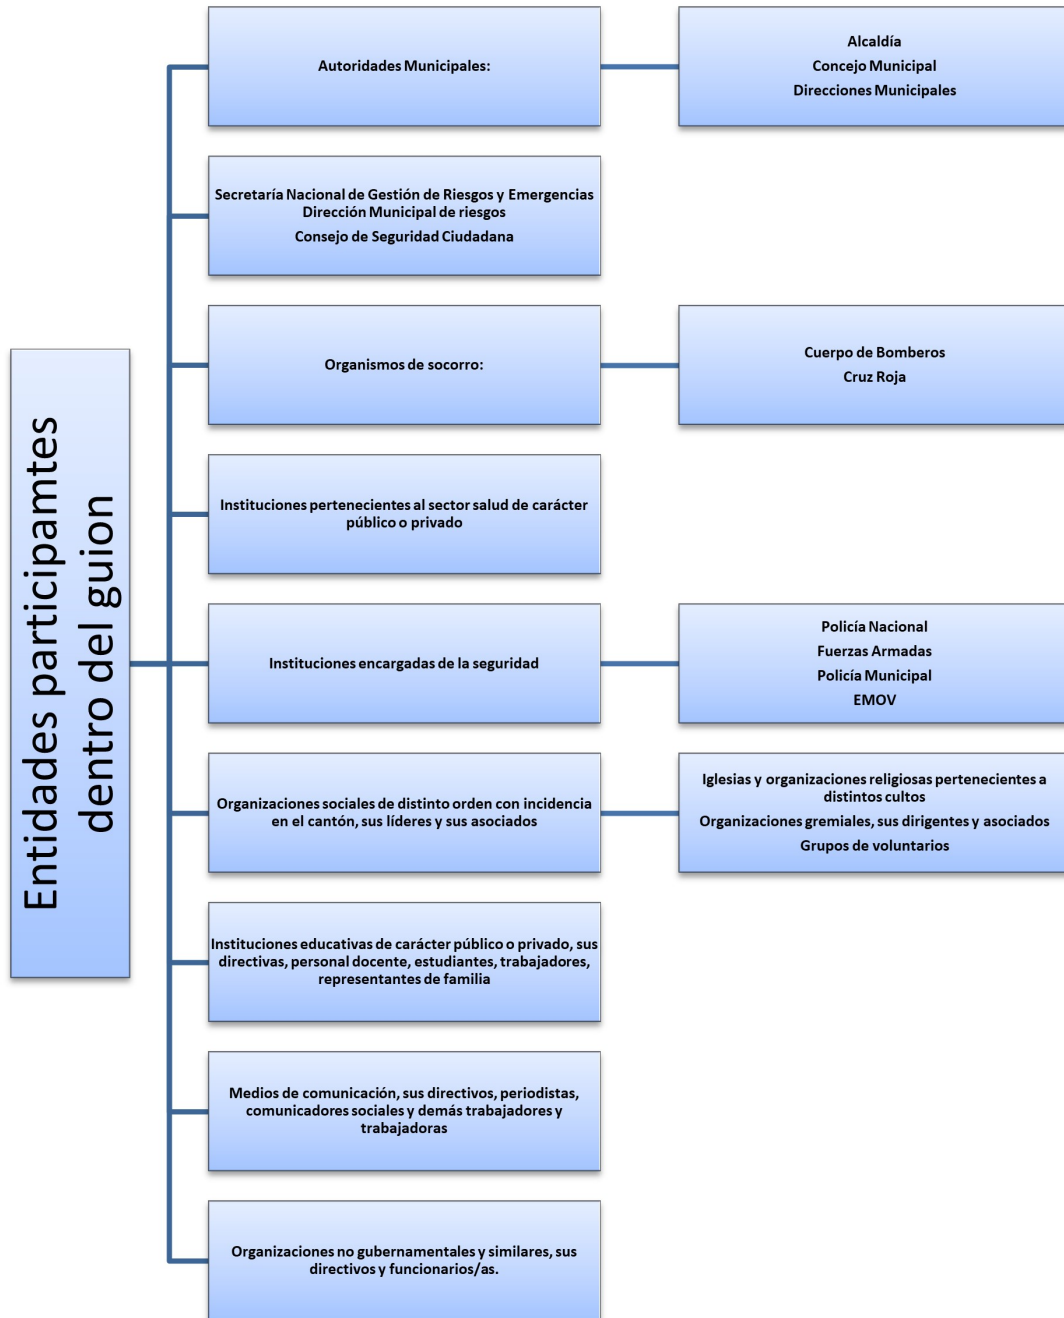 Entidades participamtes
dentro del guion
Autoridades Municipales:
Alcaldía
Concejo Municipal
Direcciones Municipales
Secretaría Nacional de Gestión de Riesgos y Emergencias
Dirección Municipal de riesgos
Consejo de Seguridad Ciudadana
Organismos de socorro:
Cuerpo de Bomberos
Cruz Roja
Instituciones pertenecientes al sector salud de carácter
público o privado
Instituciones encargadas de la seguridad
Policía Nacional
Fuerzas Armadas
Policía Municipal
EMOV
Organizaciones sociales de distinto orden con incidencia
en el cantón, sus líderes y sus asociados
Iglesias y organizaciones religiosas pertenecientes a
distintos cultos
Organizaciones gremiales, sus dirigentes y asociados
Grupos de voluntarios
Instituciones educativas de carácter público o privado, sus
directivas, personal docente, estudiantes, trabajadores,
representantes de familia
Medios de comunicación, sus directivos, periodistas,
comunicadores sociales y demás trabajadores y
trabajadoras
Organizaciones no gubernamentales y similares, sus
directivos y funcionarios/as.